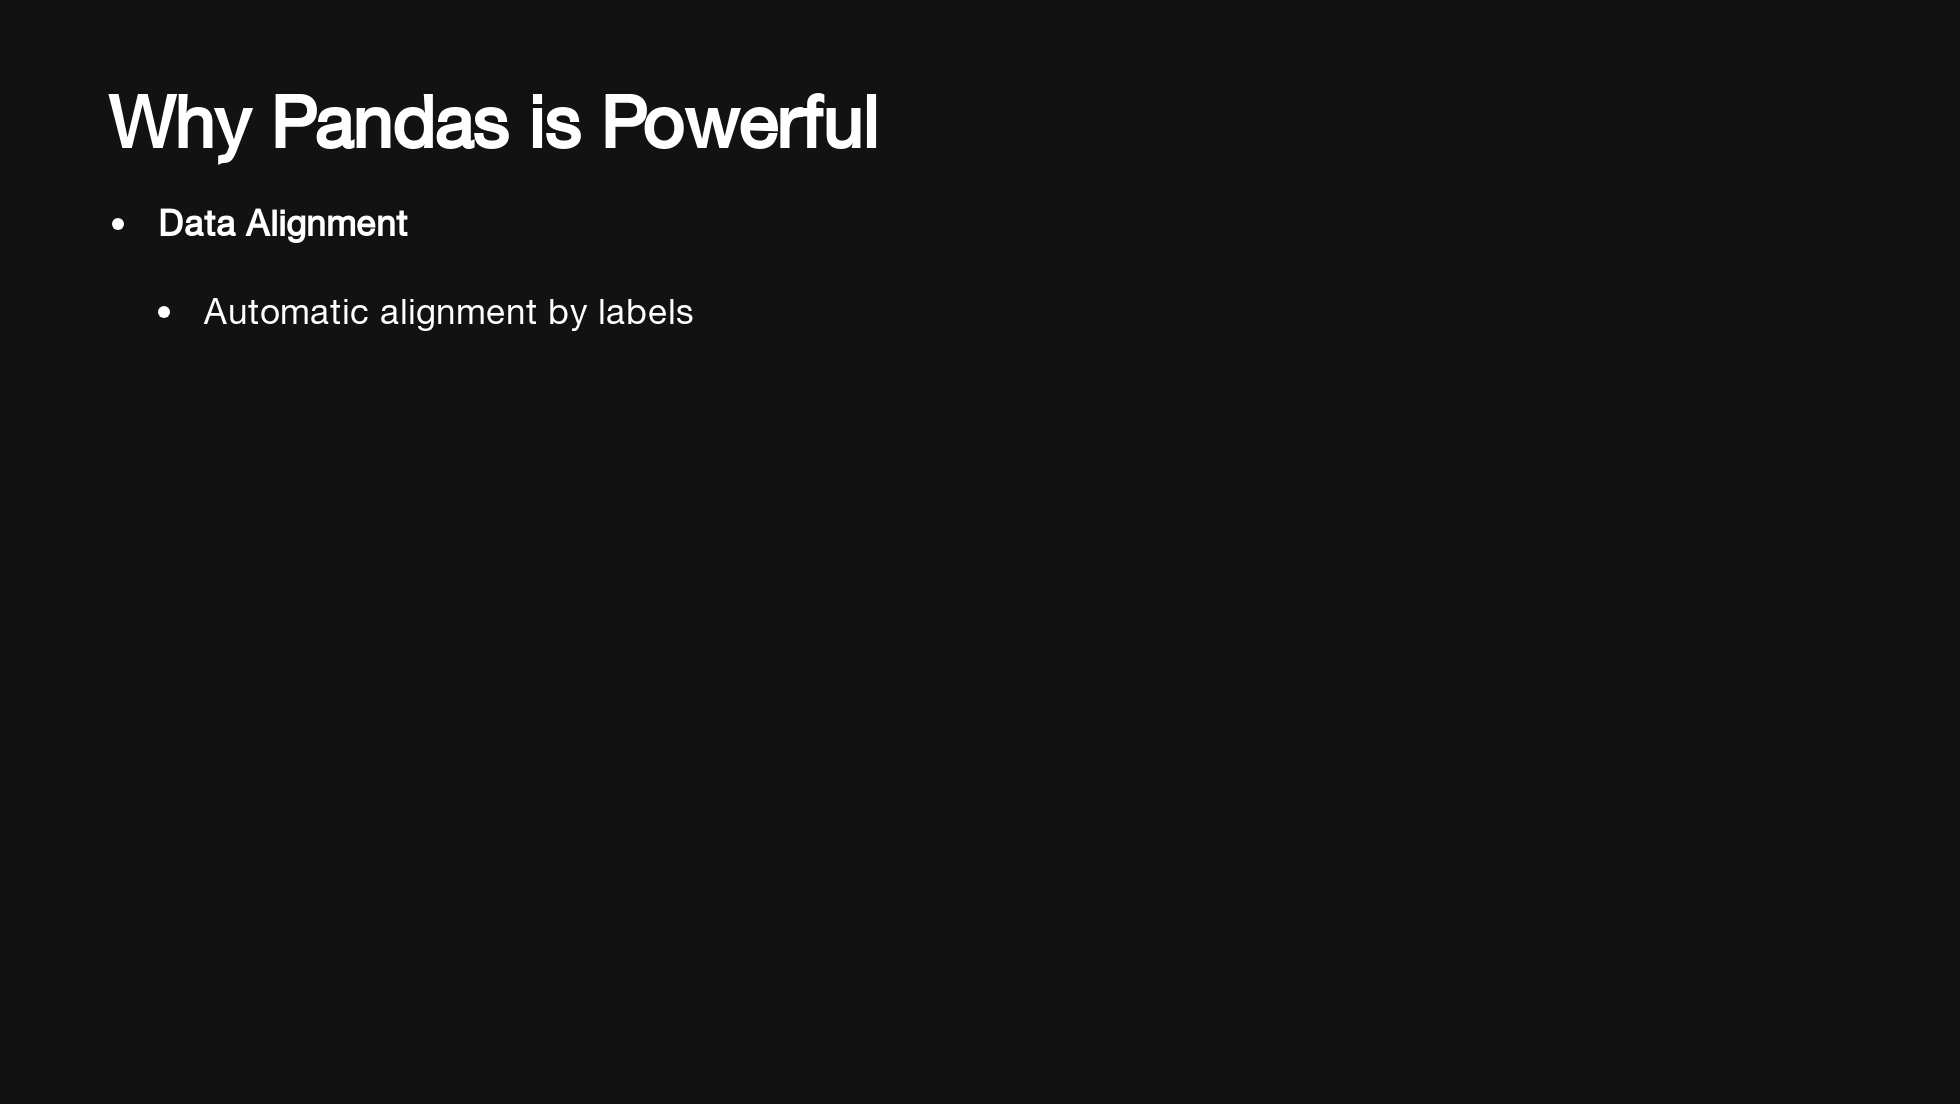 Why Pandas is Powerful
• Data Alignment
• Automatic alignment by labels